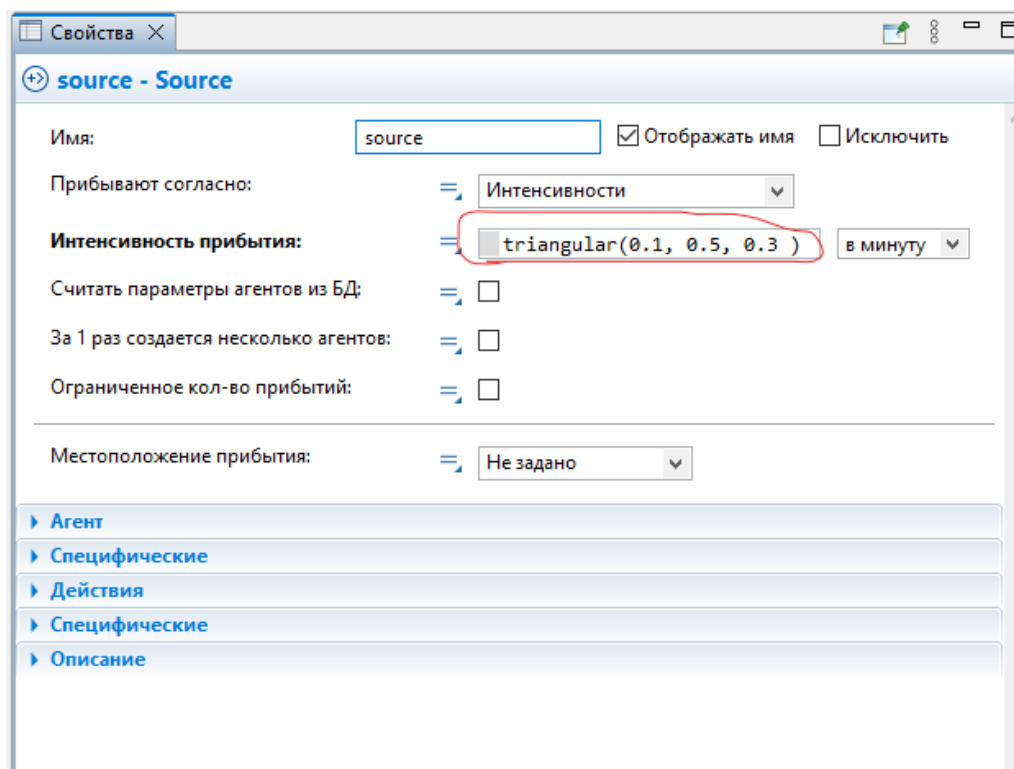 Свойства
source - Source
Имя: source Отображать имя Исключить
Прибывают согласно: Интенсивности
Интенсивность прибытия: triangular(0.1, 0.5, 0.3 ) в минуту
Считать параметры агентов из БД:
За 1 раз создается несколько агентов:
Ограниченное кол-во прибытий:
Местоположение прибытия: Не задано
Агент
Специфические
Действия
Специфические
Описание